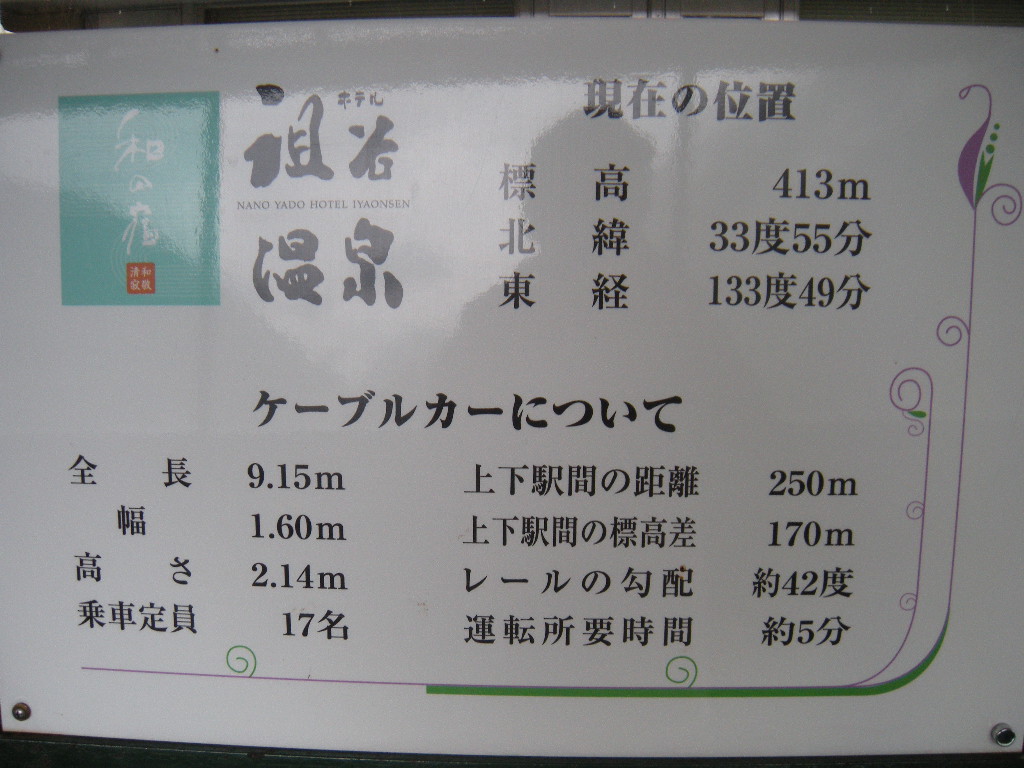 和の宿
和敬
清寂
ホテル
祖谷
NANO YADO HOTEL IYAONSEN
温泉
現在の位置
標高 413m
北緯 33度55分
東経 133度49分
ケーブルカーについて
全長 9.15m
幅 1.60m
高さ 2.14m
乗車定員 17名
上下駅間の距離 250m
上下駅間の標高差 170m
レールの勾配 約42度
運転所要時間 約5分